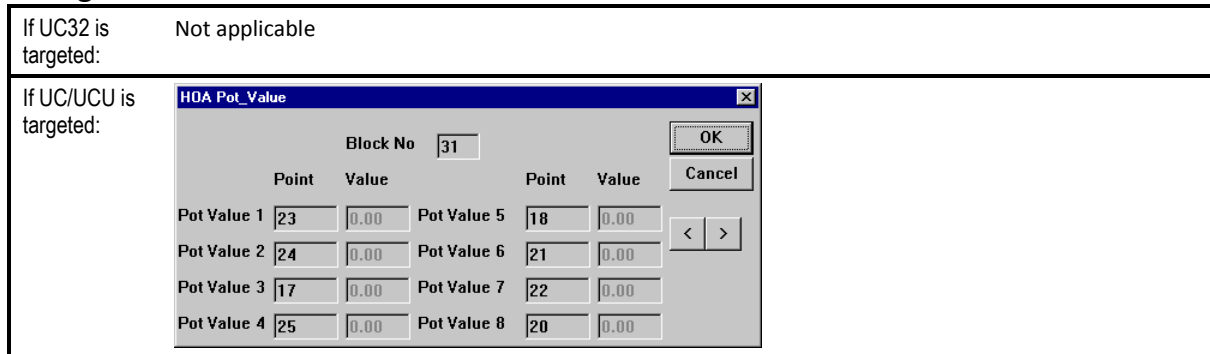 If UC32 is
targeted:
Not applicable
If UC/UCU is
targeted:
HOA Pot_Value
Block No 31
OK
Cancel
Point Value Point Value
Pot Value 1 23 0.00 Pot Value 5 18 0.00
< >
Pot Value 2 24 0.00 Pot Value 6 21 0.00
Pot Value 3 17 0.00 Pot Value 7 22 0.00
Pot Value 4 25 0.00 Pot Value 8 20 0.00